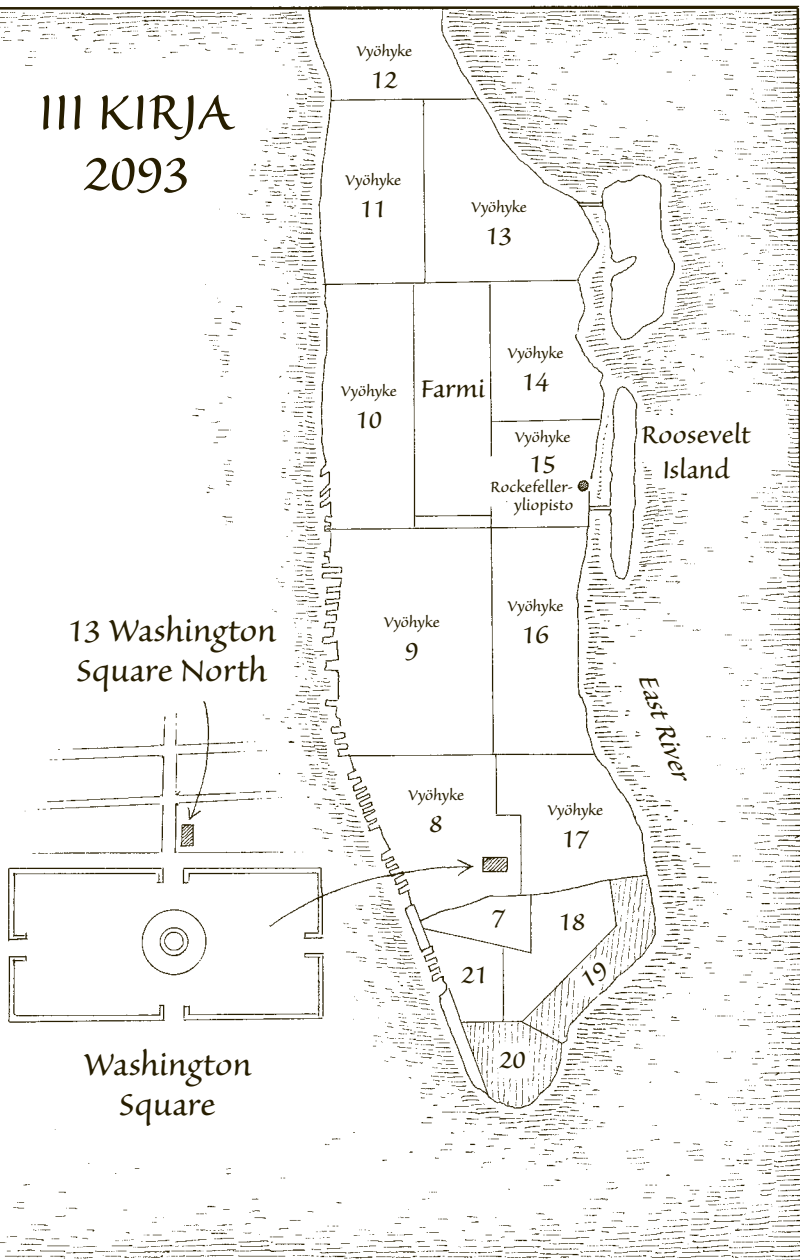 III KIRJA
2093
Vyöhyke
12
Vyöhyke
11
Vyöhyke
13
Vyöhyke
10
Farmi
Vyöhyke
14
Vyöhyke
15
Rockefeller-
yliopisto
Roosevelt
Island
Vyöhyke
9
Vyöhyke
16
East River
13 Washington
Square North
Vyöhyke
8
Vyöhyke
17
7
18
19
21
20
Washington
Square